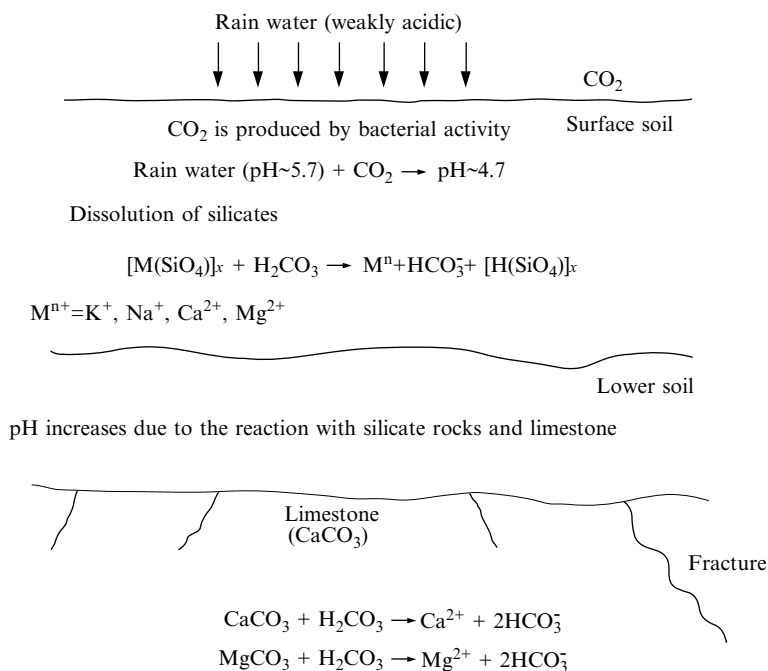 Rain water (weakly acidic)
CO₂
CO₂ is produced by bacterial activity
Surface soil
Rain water (pH~5.7) + CO₂ → pH~4.7
Dissolution of silicates
[M(SiO₄)]x + H₂CO₃ → Mⁿ+HCO₃⁻+ [H(SiO₄)]x
Mⁿ⁺=K⁺, Na⁺, Ca²⁺, Mg²⁺
Lower soil
pH increases due to the reaction with silicate rocks and limestone
Limestone
(CaCO₃)
Fracture
CaCO₃ + H₂CO₃ → Ca²⁺ + 2HCO₃⁻
MgCO₃ + H₂CO₃ → Mg²⁺ + 2HCO₃⁻